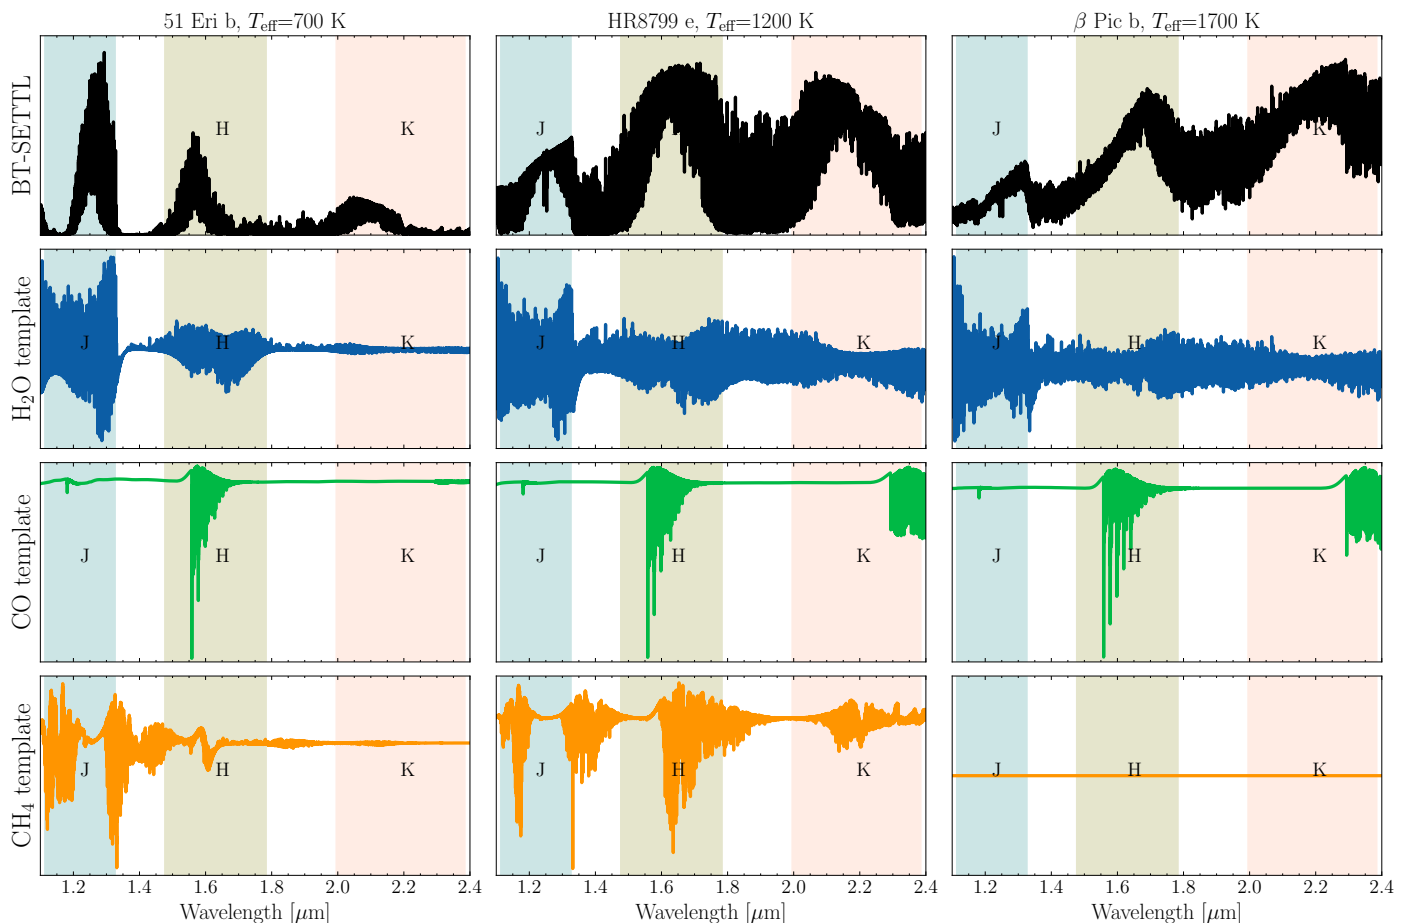 51 Eri b, T_eff=700 K
HR8799 e, T_eff=1200 K
β Pic b, T_eff=1700 K
BT-SETTL
J
H
K
J
H
K
J
H
K
H₂O template
J
H
K
J
H
K
J
H
K
CO template
J
H
K
J
H
K
J
H
K
CH₄ template
J
H
K
J
H
K
J
H
K
1.2 1.4 1.6 1.8 2.0 2.2 2.4
1.2 1.4 1.6 1.8 2.0 2.2 2.4
1.2 1.4 1.6 1.8 2.0 2.2 2.4
Wavelength [μm]
Wavelength [μm]
Wavelength [μm]